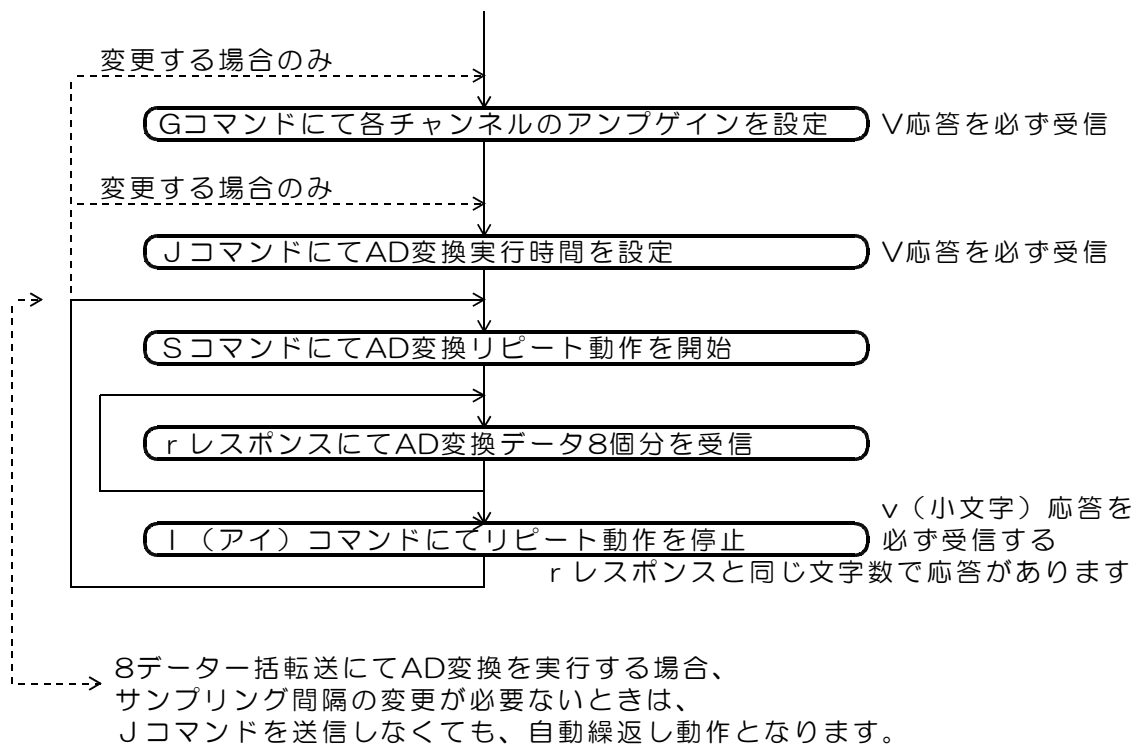 変更する場合のみ
Gコマンドにて各チャンネルのアンプゲインを設定
V応答を必ず受信
変更する場合のみ
JコマンドにてAD変換実行時間を設定
V応答を必ず受信
SコマンドにてAD変換リピート動作を開始
rレスポンスにてAD変換データ8個分を受信
I(アイ)コマンドにてリピート動作を停止
v(小文字)応答を
必ず受信する
rレスポンスと同じ文字数で応答があります
8データ一括転送にてAD変換を実行する場合、
サンプリング間隔の変更が必要ないときは、
Jコマンドを送信しなくても、自動繰返し動作となります。